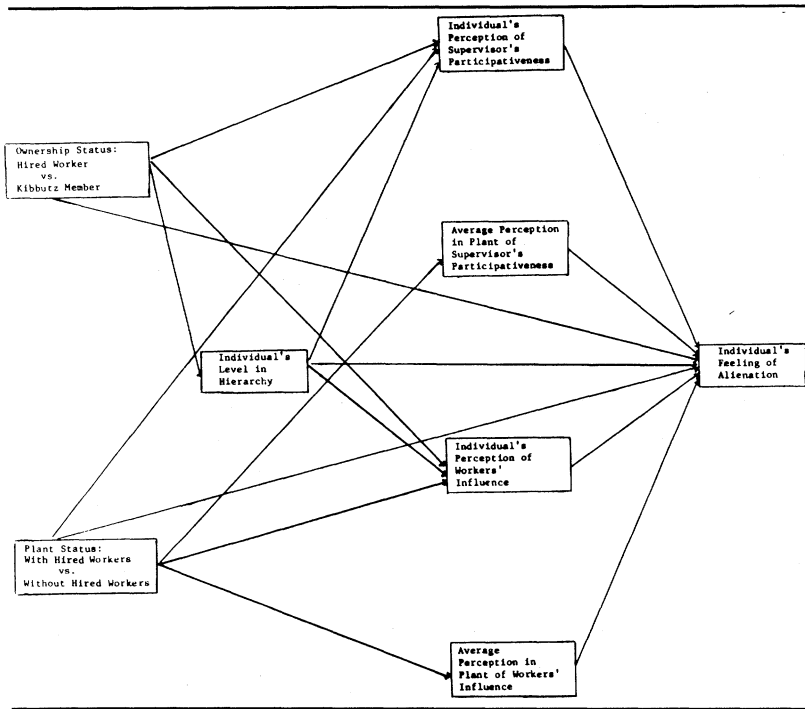 Individual's
Perception of
Supervisor's
Participativeness
Ownership Status:
Hired Worker
vs.
Kibbutz Member
Average Perception
in Plant of
Supervisor's
Participativeness
Individual's
Level in
Hierarchy
Individual's
Feeling of
Alienation
Individual's
Perception of
Workers'
Influence
Plant Status:
With Hired Workers
vs.
Without Hired Workers
Average
Perception in
Plant of Workers'
Influence